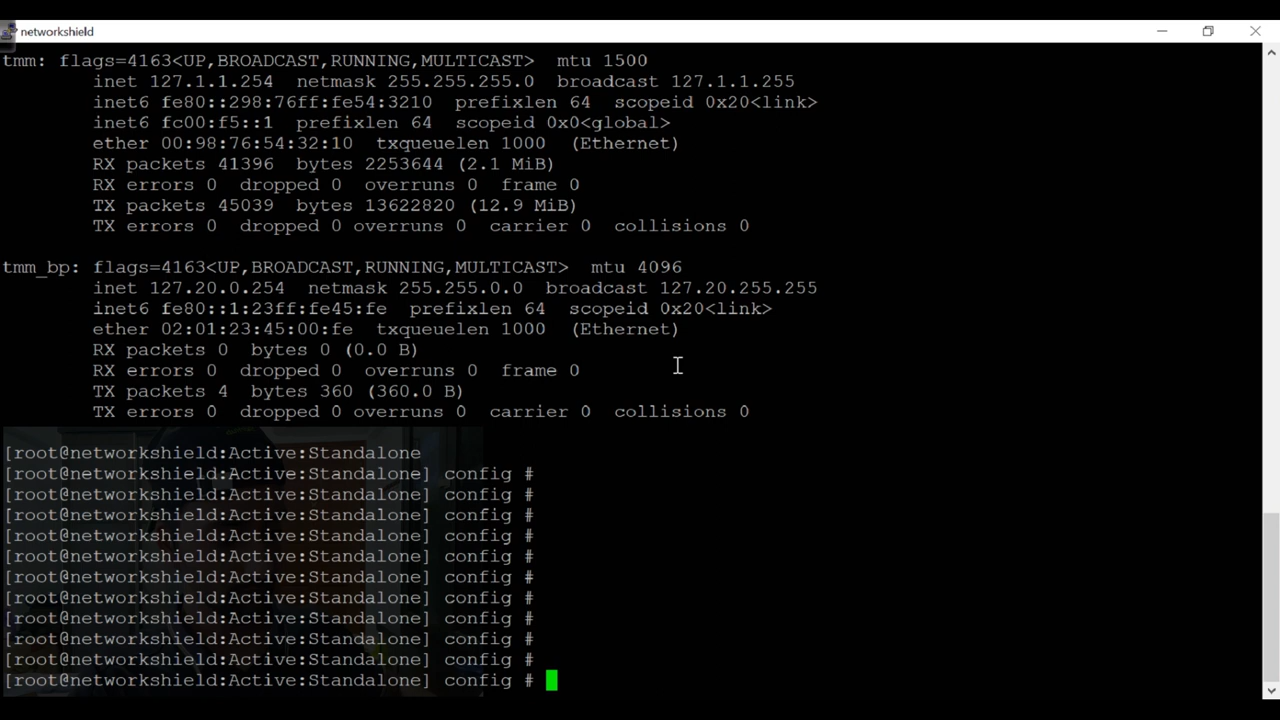 networkshield
tmm: flags=4163<UP,BROADCAST,RUNNING,MULTICAST>  mtu 1500
        inet 127.1.1.254  netmask 255.255.255.0  broadcast 127.1.1.255
        inet6 fe80::298:76ff:fe54:3210  prefixlen 64  scopeid 0x20<link>
        inet6 fc00:f5::1  prefixlen 64  scopeid 0x0<global>
        ether 00:98:76:54:32:10  txqueuelen 1000  (Ethernet)
        RX packets 41396  bytes 2253644 (2.1 MiB)
        RX errors 0  dropped 0  overruns 0  frame 0
        TX packets 45039  bytes 13622820 (12.9 MiB)
        TX errors 0  dropped 0 overruns 0  carrier 0  collisions 0
tmm_bp: flags=4163<UP,BROADCAST,RUNNING,MULTICAST>  mtu 4096
        inet 127.20.0.254  netmask 255.255.0.0  broadcast 127.20.255.255
        inet6 fe80::1:23ff:fe45:fe  prefixlen 64  scopeid 0x20<link>
        ether 02:01:23:45:00:fe  txqueuelen 1000  (Ethernet)
        RX packets 0  bytes 0 (0.0 B)
        RX errors 0  dropped 0  overruns 0  frame 0
        TX packets 4  bytes 360 (360.0 B)
        TX errors 0  dropped 0 overruns 0  carrier 0  collisions 0
[root@networkshield:Active:Standalone
[root@networkshield:Active:Standalone] config #
[root@networkshield:Active:Standalone] config #
[root@networkshield:Active:Standalone] config #
[root@networkshield:Active:Standalone] config #
[root@networkshield:Active:Standalone] config #
[root@networkshield:Active:Standalone] config #
[root@networkshield:Active:Standalone] config #
[root@networkshield:Active:Standalone] config #
[root@networkshield:Active:Standalone] config #
[root@networkshield:Active:Standalone] config #
[root@networkshield:Active:Standalone] config #